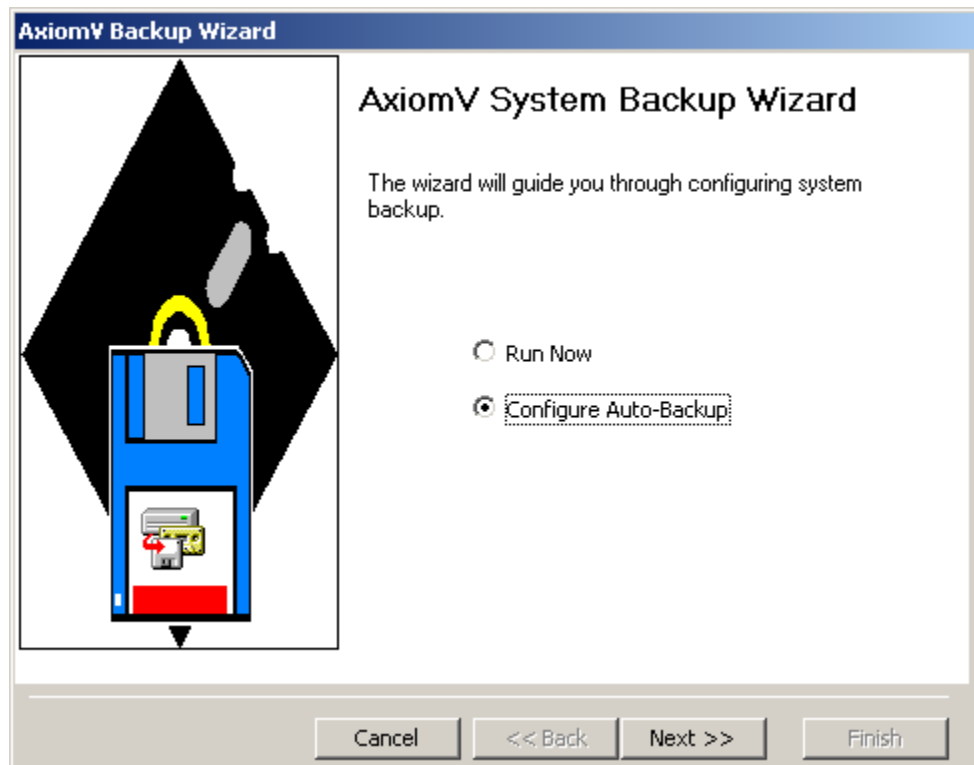 AxiomV Backup Wizard
AxiomV System Backup Wizard
The wizard will guide you through configuring system
backup.
Run Now
Configure Auto-Backup
Cancel
<< Back
Next >>
Finish